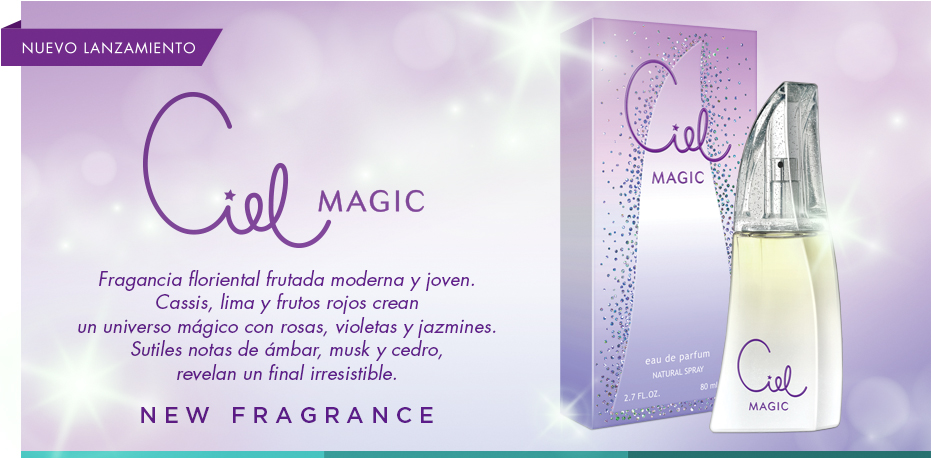 NUEVO LANZAMIENTO
Ciel MAGIC
Fragancia floriental frutada moderna y joven.
Cassis, lima y frutos rojos crean
un universo mágico con rosas, violetas y jazmines.
Sutiles notas de ámbar, musk y cedro,
revelan un final irresistible.
NEW FRAGRANCE
Ciel
MAGIC
eau de parfum
NATURAL SPRAY
2.7 FL.OZ. 80 ml
Ciel
MAGIC